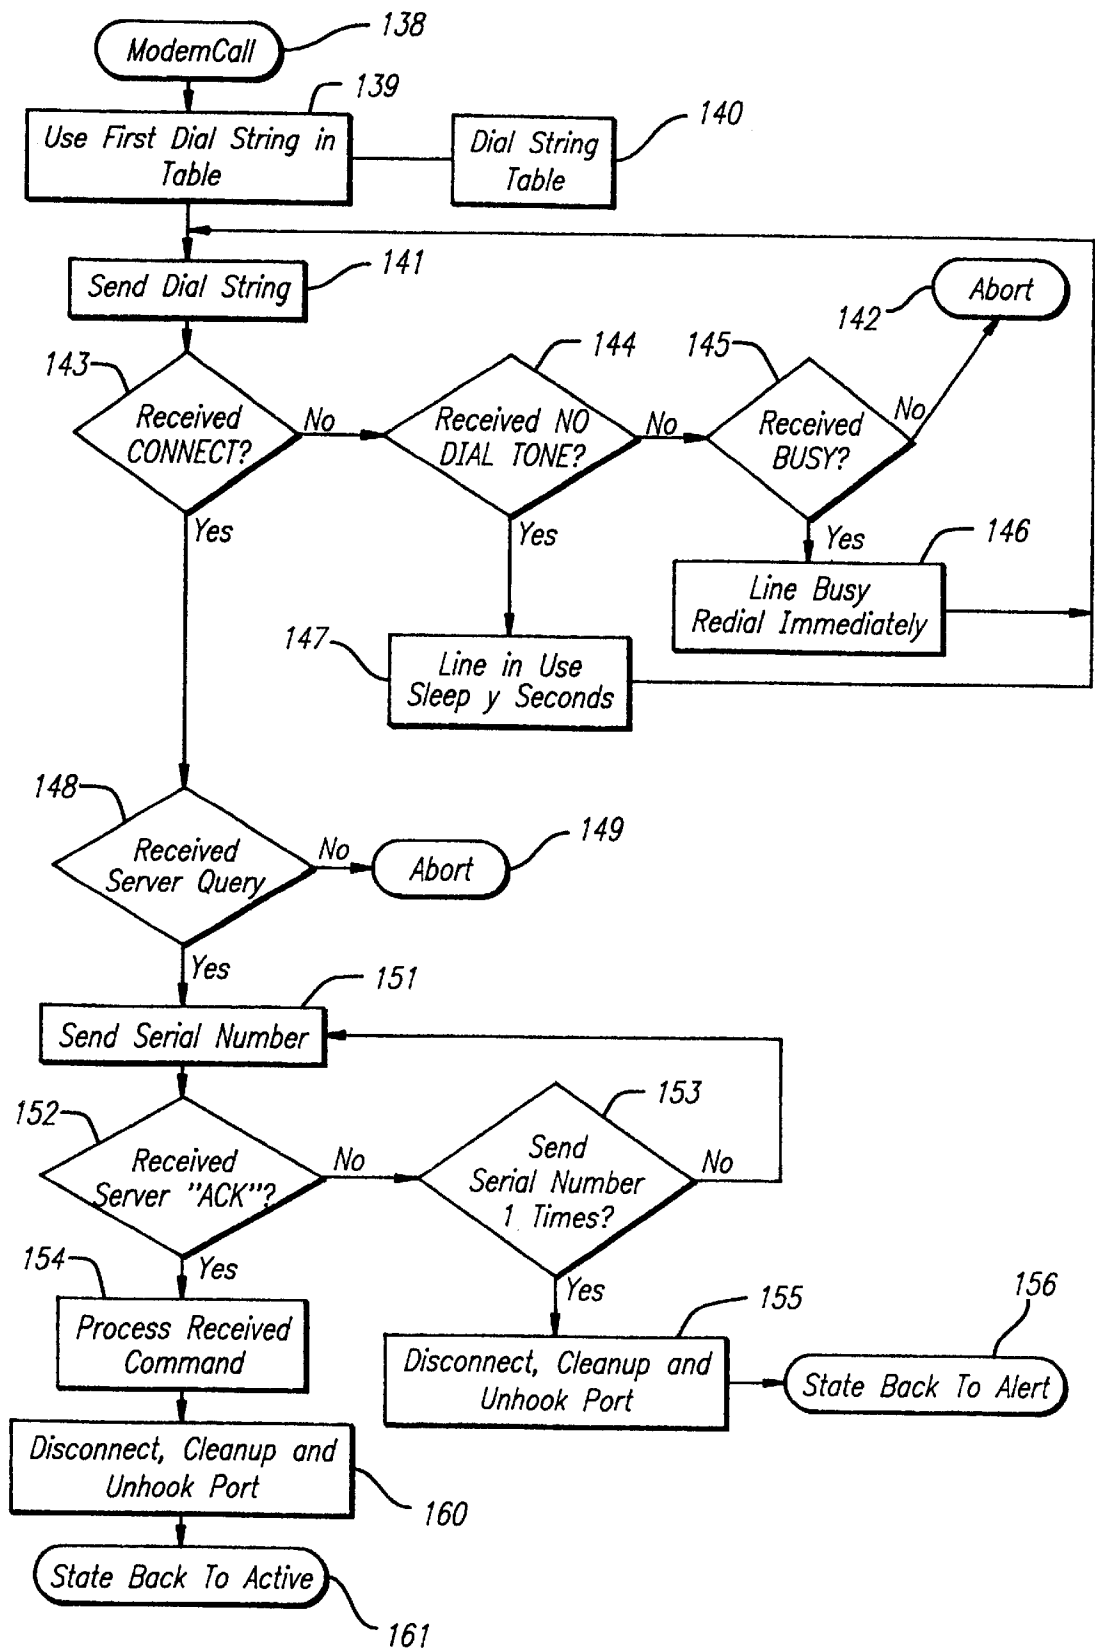 ModemCall
138
139
Use First Dial String in
Table
Dial String
Table
140
Send Dial String
141
Abort
142
143
Received
CONNECT?
No
144
Received NO
DIAL TONE?
No
145
Received
BUSY?
No
Yes
Yes
Yes
146
Line Busy
Redial Immediately
147
Line in Use
Sleep y Seconds
148
Received
Server Query
No
Abort
149
Yes
151
Send Serial Number
152
Received
Server "ACK"?
No
153
Send
Serial Number
1 Times?
No
Yes
Yes
154
Process Received
Command
155
Disconnect, Cleanup and
Unhook Port
156
State Back To Alert
Disconnect, Cleanup and
Unhook Port
160
State Back To Active
161